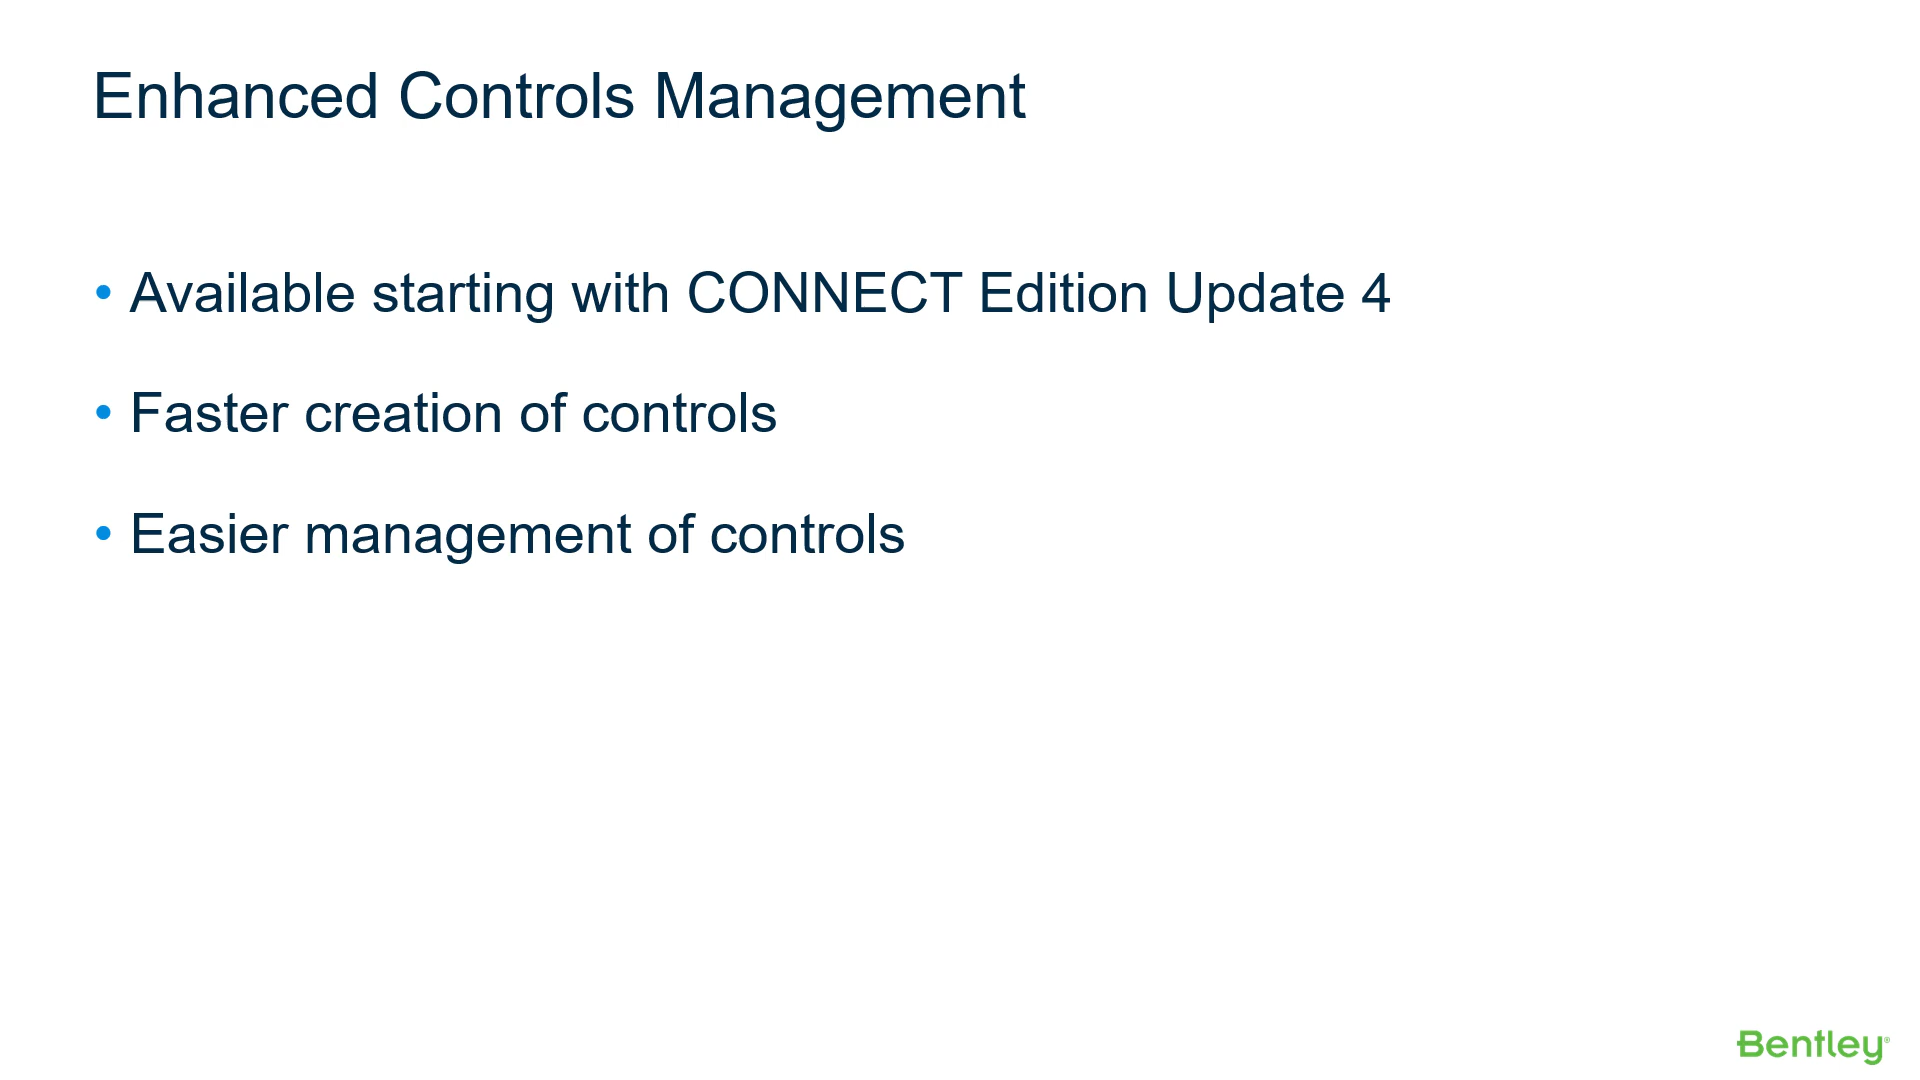 Enhanced Controls Management
• Available starting with CONNECT Edition Update 4
• Faster creation of controls
• Easier management of controls
Bentley®